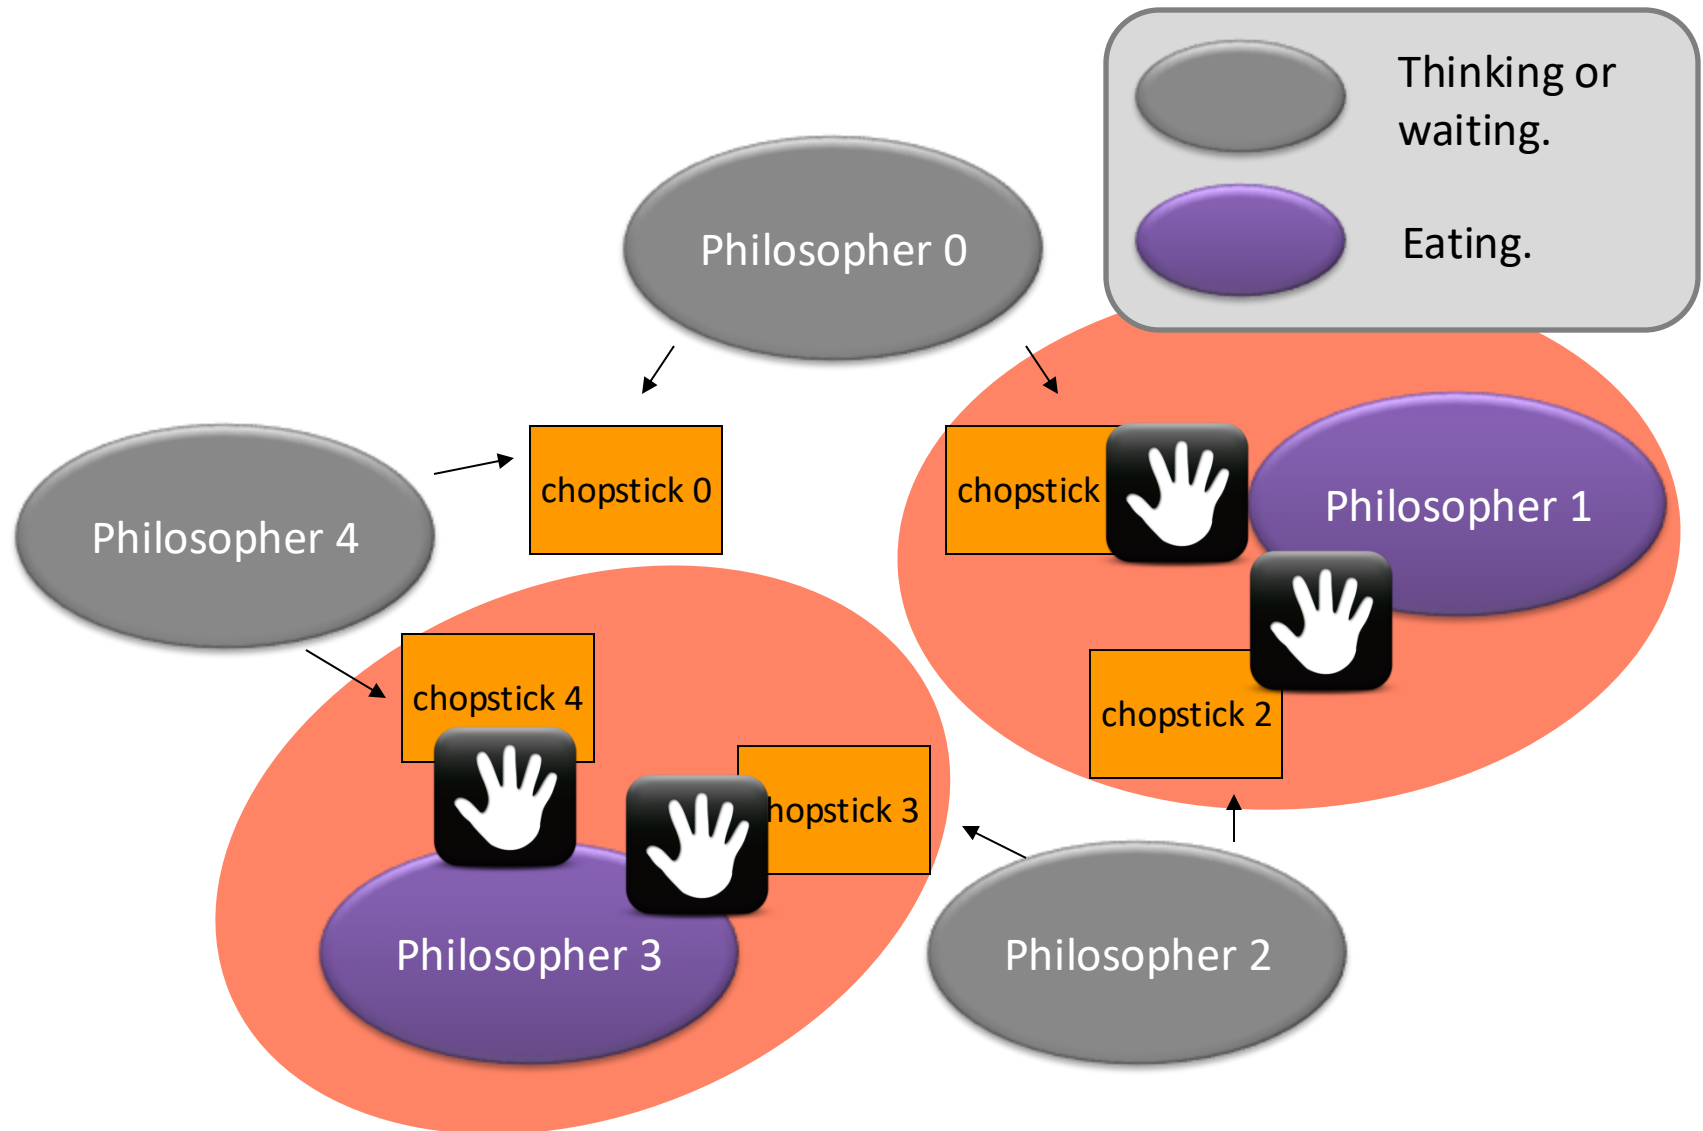 Thinking or
waiting.
Eating.
Philosopher 0
chopstick 0
chopstick
Philosopher 1
Philosopher 4
chopstick 4
chopstick 2
hopstick 3
Philosopher 3
Philosopher 2